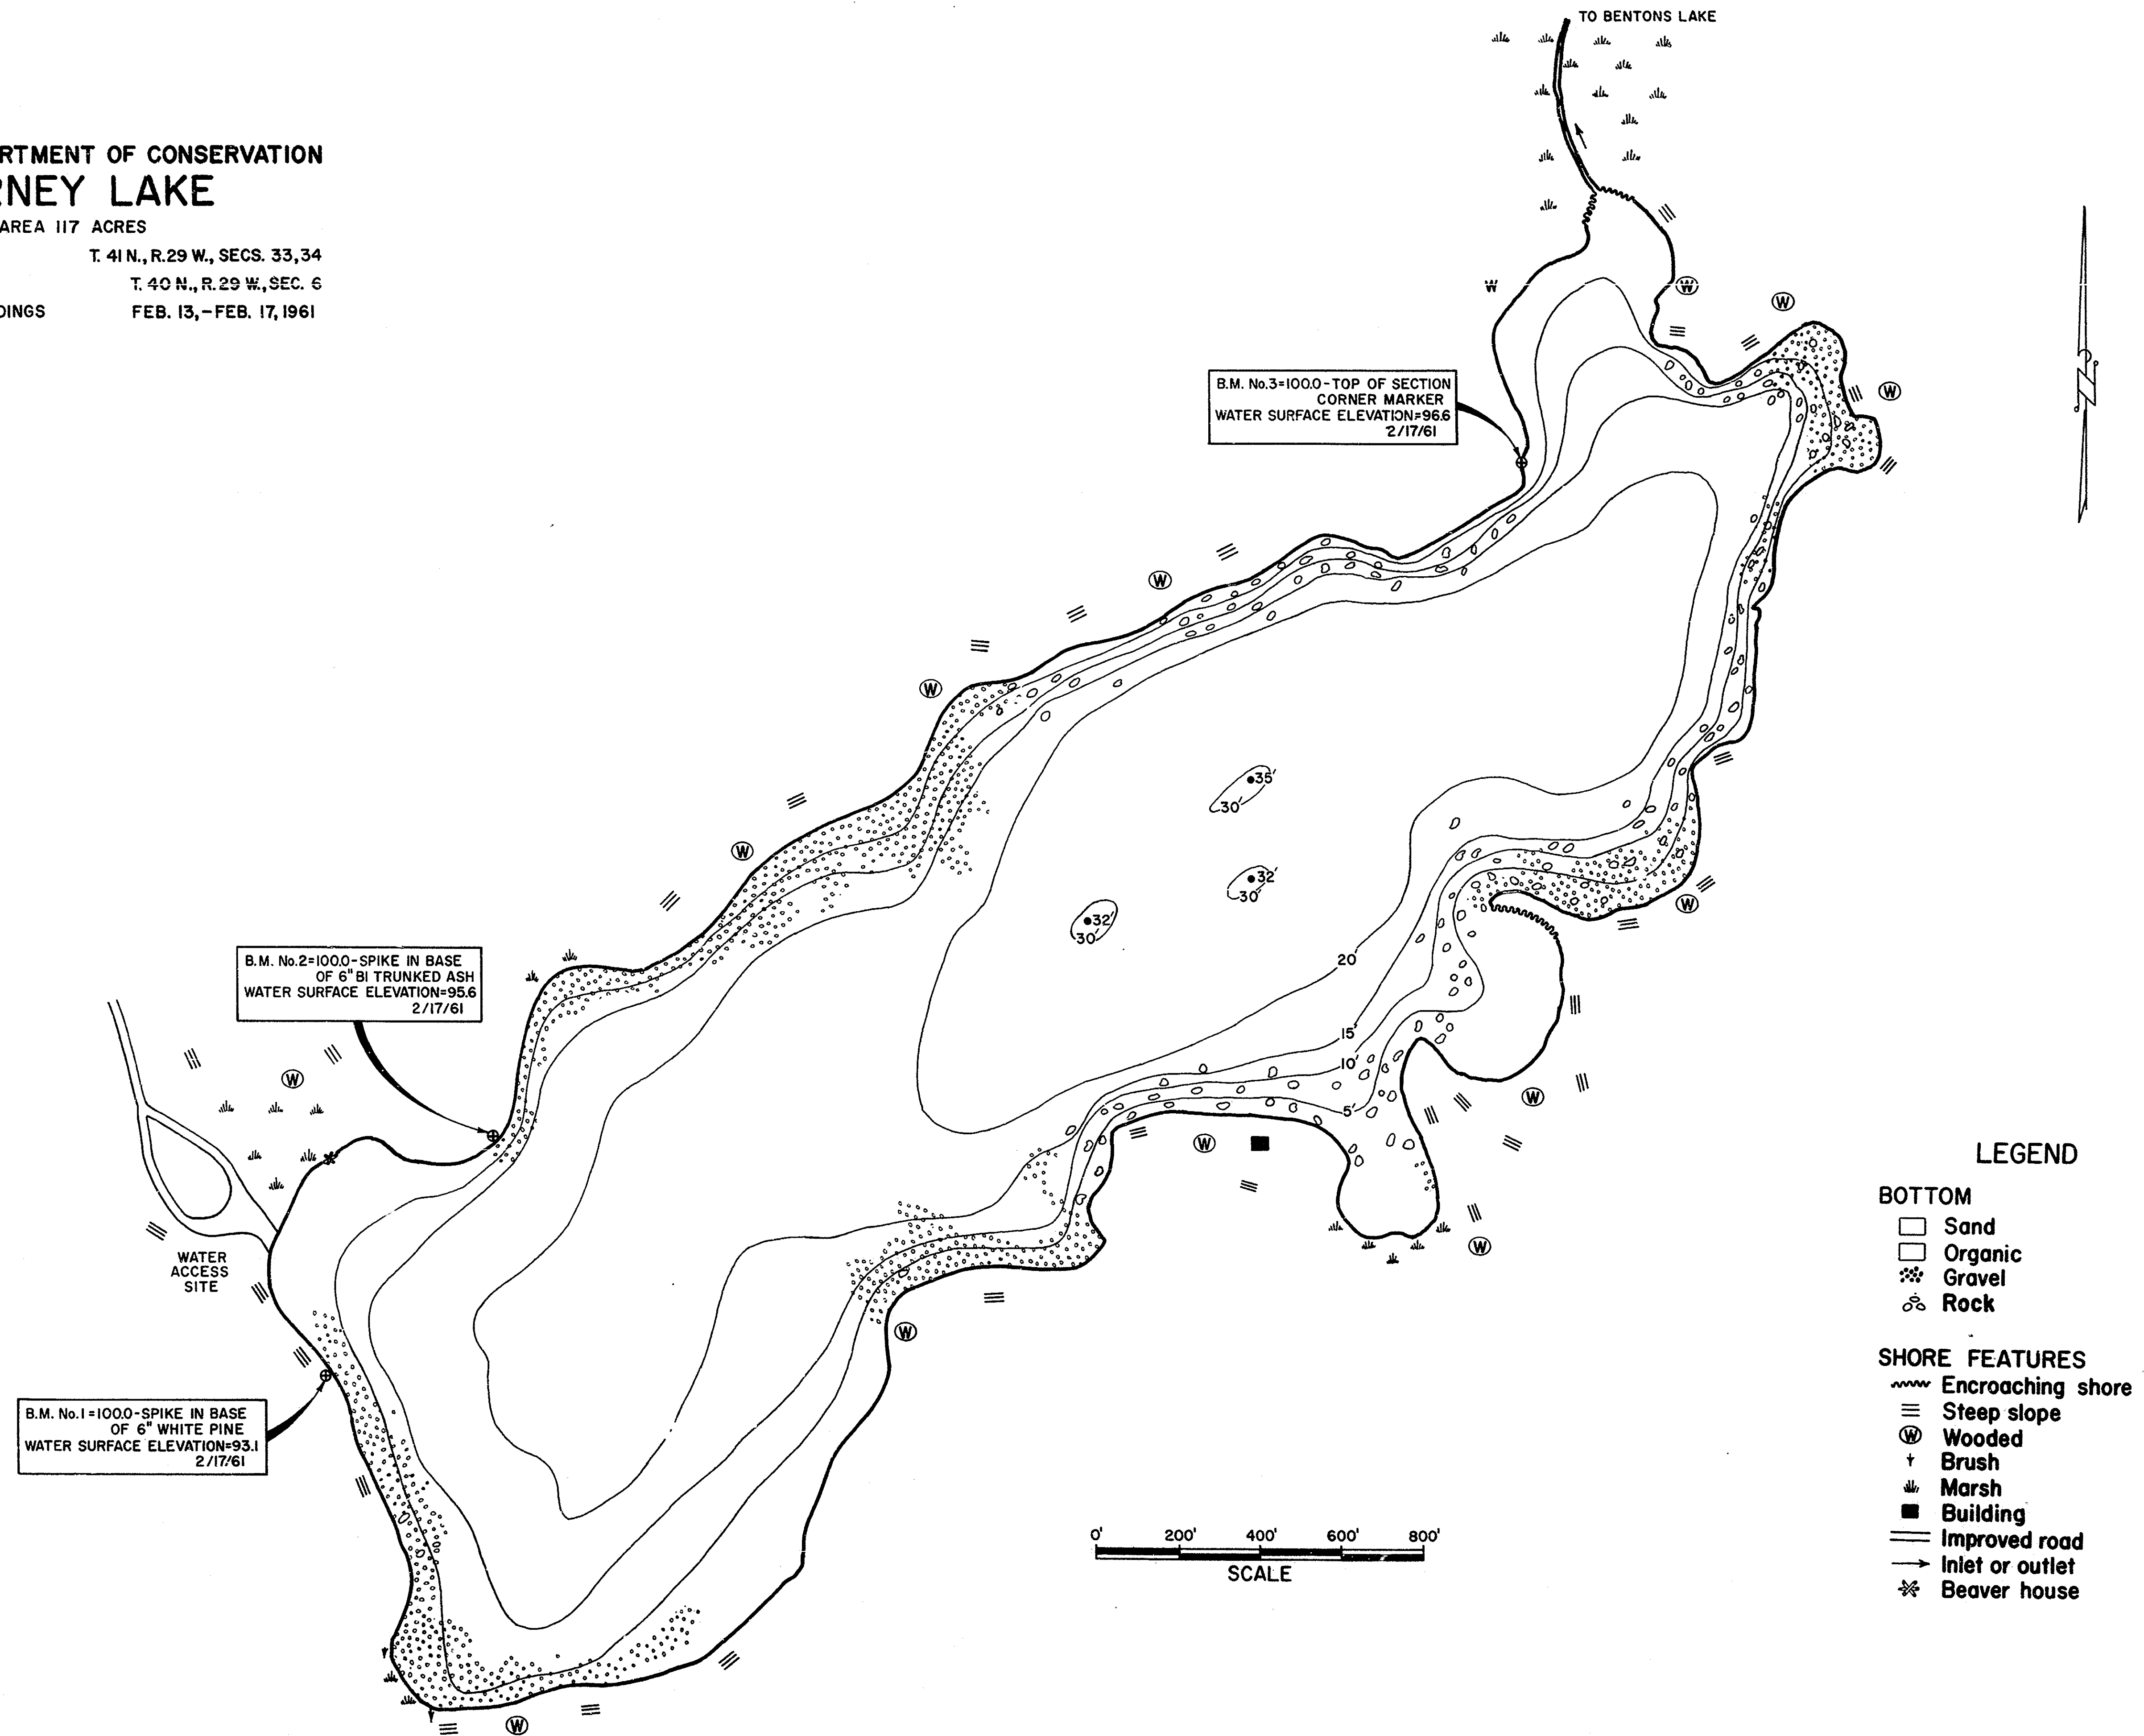 TO BENTONS LAKE
RTMENT OF CONSERVATION
RNEY LAKE
AREA 117 ACRES
T. 41 N., R.29 W., SECS. 33,34
T. 40 N., R.29 W., SEC. 6
DINGS FEB. 13,-FEB. 17, 1961
W
W
W
W
B.M. No.3=100.0-TOP OF SECTION
CORNER MARKER
WATER SURFACE ELEVATION=96.6
2/17/61
N
W
W
35'
30'
W
32'
30'
W
32'
30'
20'
B.M. No.2=100.0-SPIKE IN BASE
OF 6" BI TRUNKED ASH
WATER SURFACE ELEVATION=95.6
2/17/61
15'
10'
W
W
5'
W
W
WATER
ACCESS
SITE
W
B.M. No.1=100.0-SPIKE IN BASE
OF 6" WHITE PINE
WATER SURFACE ELEVATION=93.1
2/17/61
W
0' 200' 400' 600' 800'
SCALE
LEGEND
BOTTOM
Sand
Organic
Gravel
Rock
SHORE FEATURES
Encroaching shore
Steep slope
W Wooded
Brush
Marsh
Building
Improved road
Inlet or outlet
Beaver house